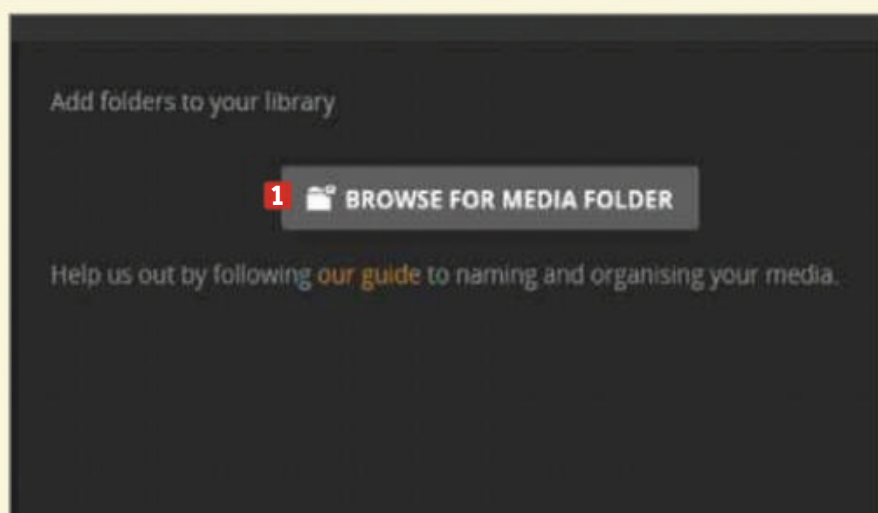 Add folders to your library
1 BROWSE FOR MEDIA FOLDER
Help us out by following our guide to naming and organising your media.